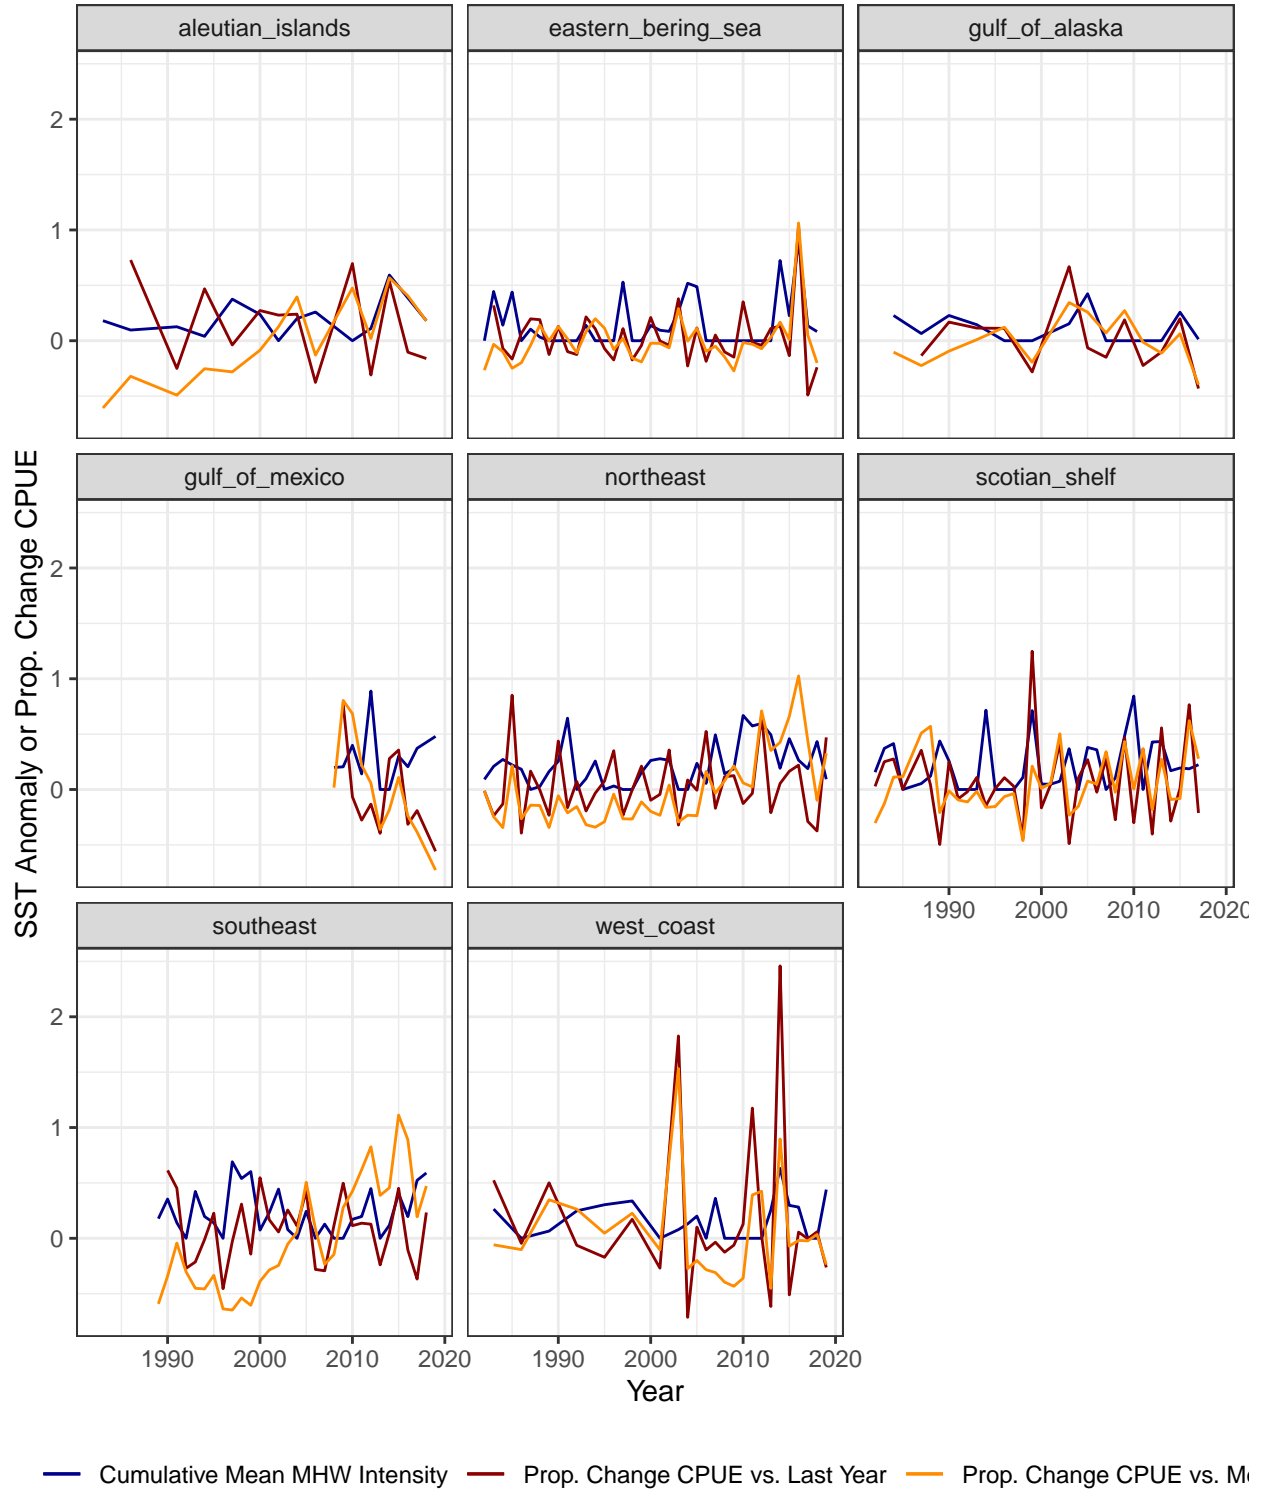 aleutian_islands eastern_bering_sea gulf_of_alaska
2
1
0
gulf_of_mexico northeast scotian_shelf
2
1
0
1990 2000 2010 2020
southeast west_coast
2
1
0
1990 2000 2010 2020 1990 2000 2010 2020
SST Anomaly or Prop. Change CPUE
Year
Cumulative Mean MHW Intensity Prop. Change CPUE vs. Last Year Prop. Change CPUE vs.